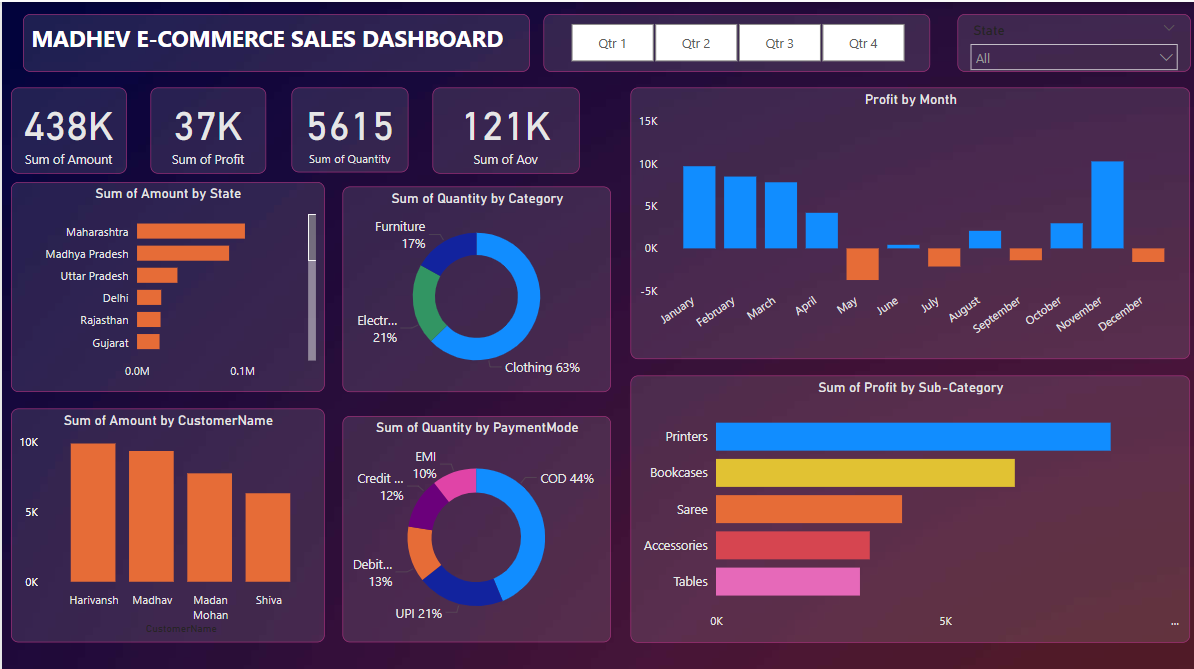 MADHEV E-COMMERCE SALES DASHBOARD
Qtr 1
Qtr 2
Qtr 3
Qtr 4
State
All
438K
Sum of Amount
37K
Sum of Profit
5615
Sum of Quantity
121K
Sum of Aov
Profit by Month
15K
10K
5K
0K
-5K
January
February
March
April
May
June
July
August
September
October
November
December
Sum of Amount by State
Maharashtra
Madhya Pradesh
Uttar Pradesh
Delhi
Rajasthan
Gujarat
0.0M
0.1M
Sum of Quantity by Category
Furniture
17%
Electr...
21%
Clothing 63%
Sum of Profit by Sub-Category
Printers
Bookcases
Saree
Accessories
Tables
0K
5K
...
Sum of Amount by CustomerName
10K
5K
0K
Harivansh
Madhav
Madan
Mohan
Shiva
CustomerName
Sum of Quantity by PaymentMode
EMI
10%
Credit ...
12%
Debit...
13%
UPI 21%
COD 44%